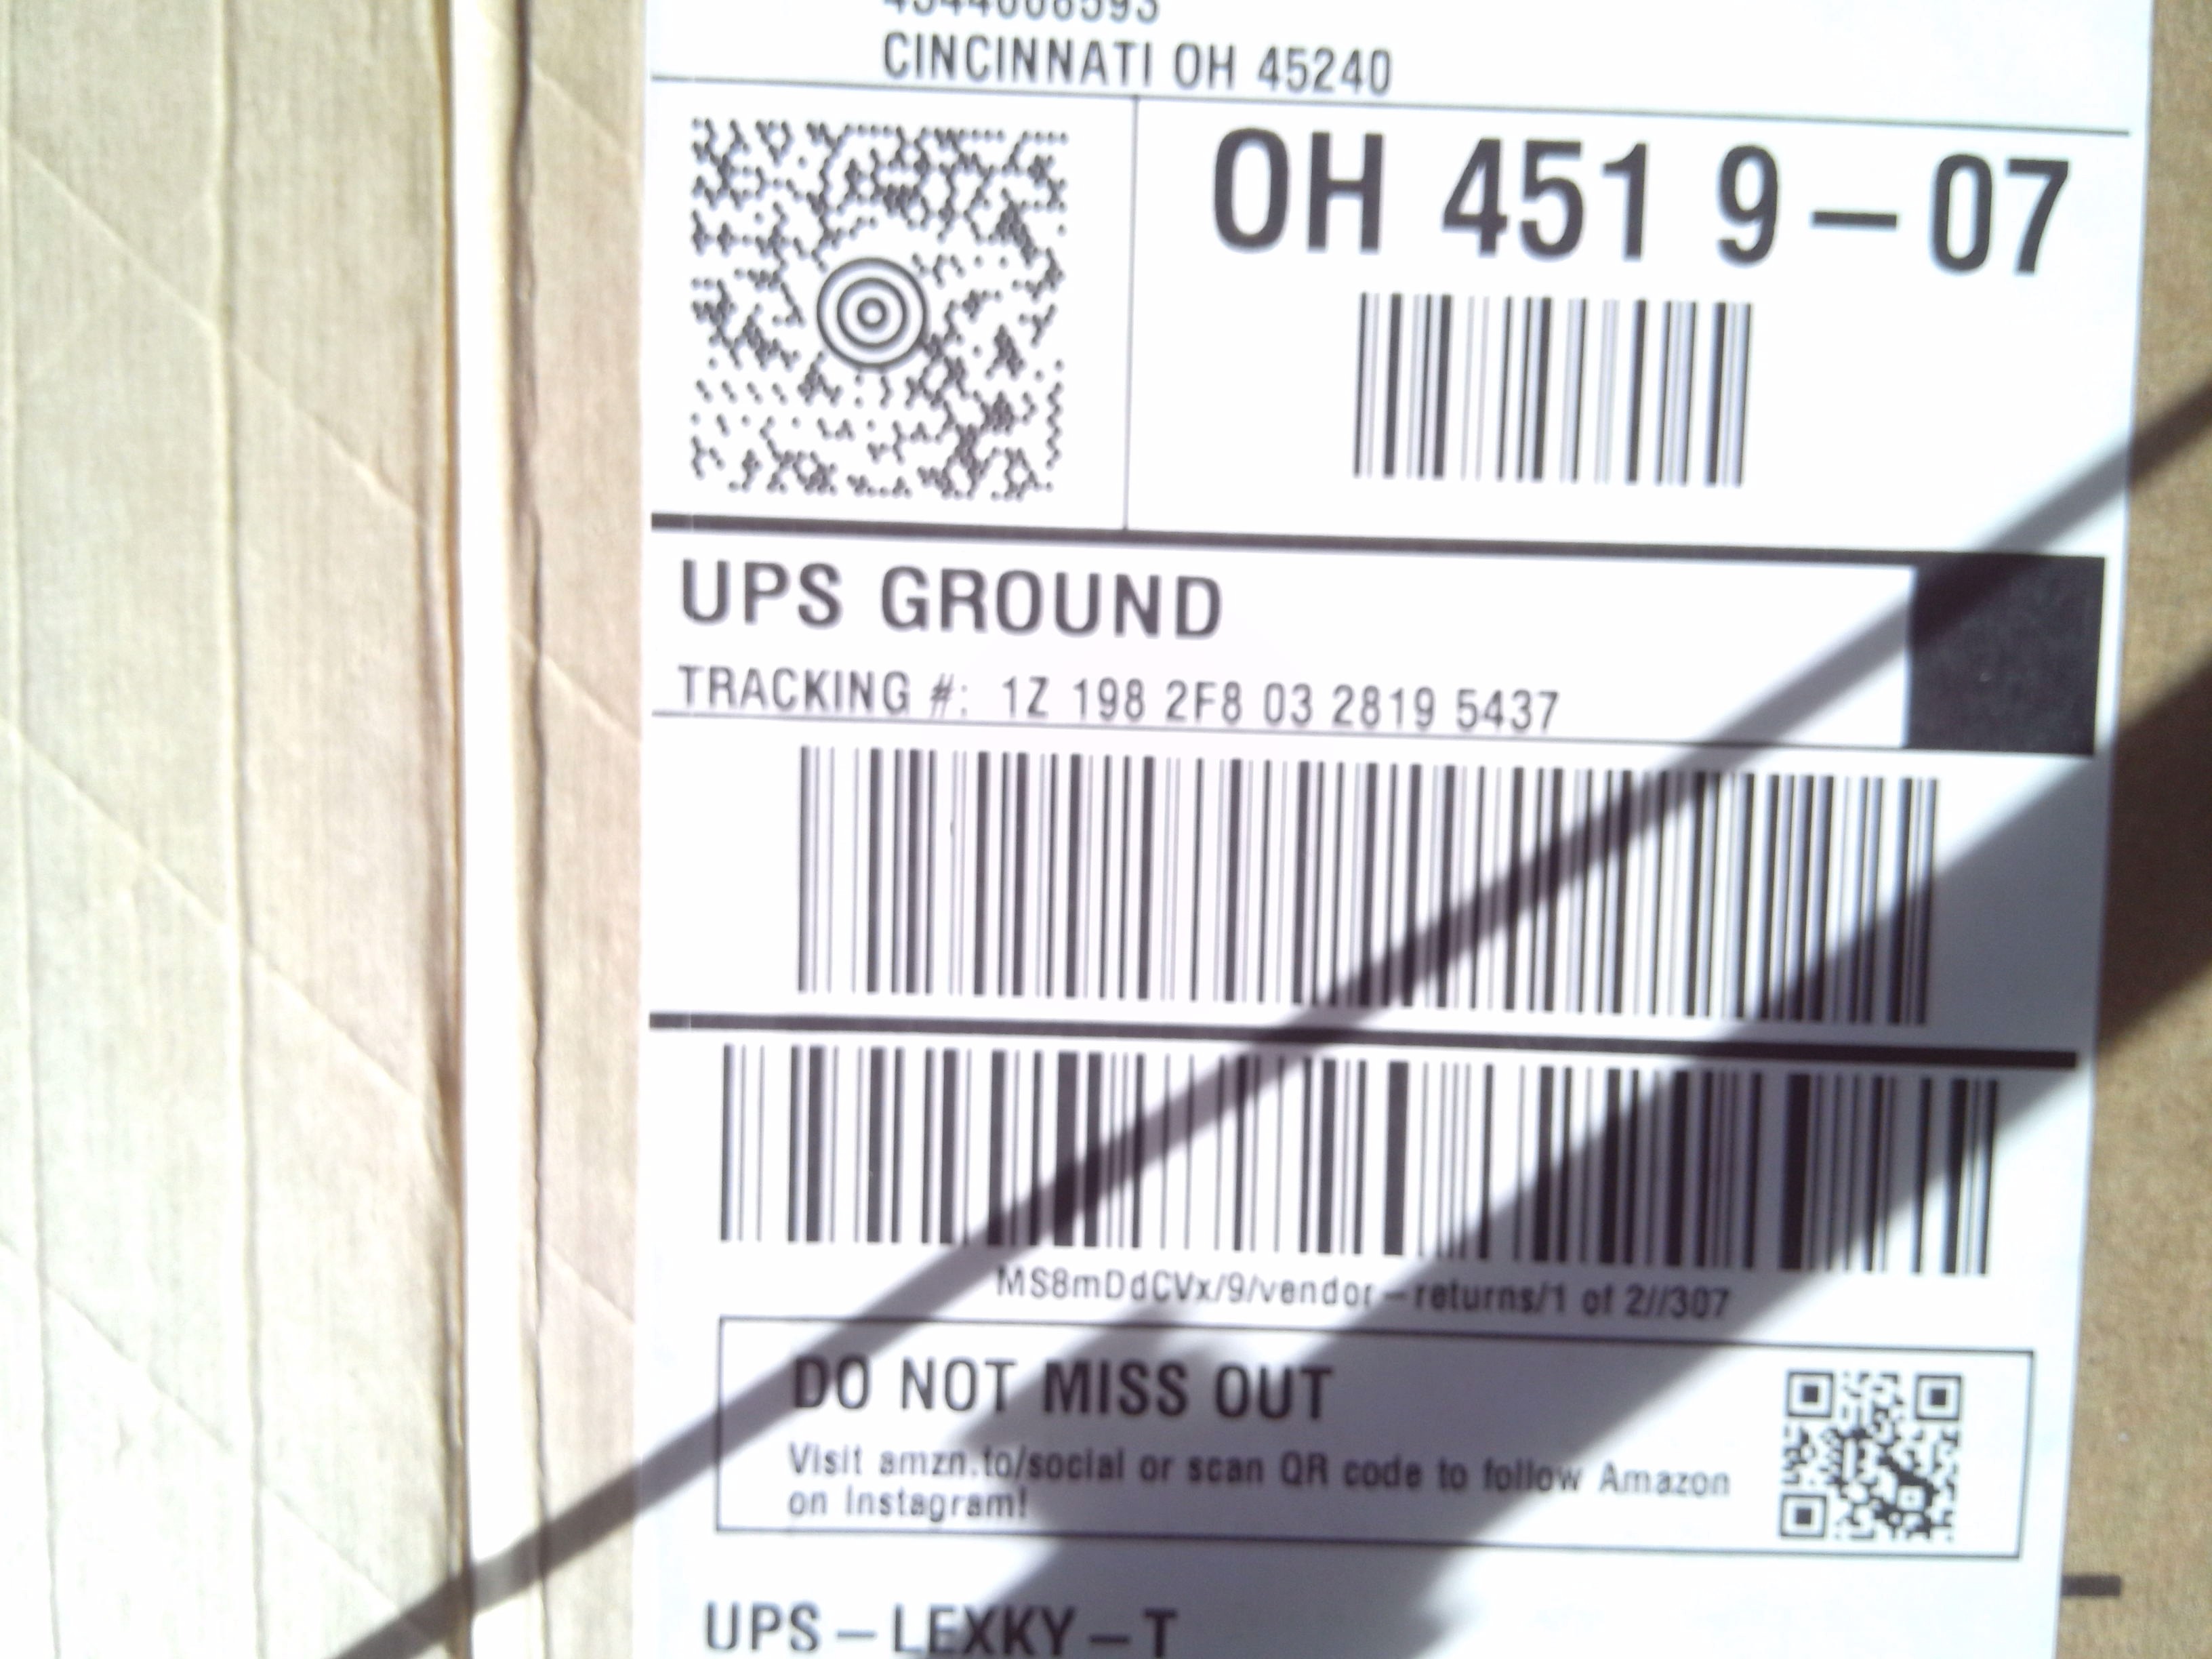 CINCINNATI OH 45240
OH 451 9-07
UPS GROUND
TRACKING #: 1Z 198 2F8 03 2819 5437
MS8mDdCVx/9/vendor-returns/1 of 2//307
DO NOT MISS OUT
Visit amzn.to/social or scan QR code to follow Amazon
on Instagram!
UPS-LEXKY-T